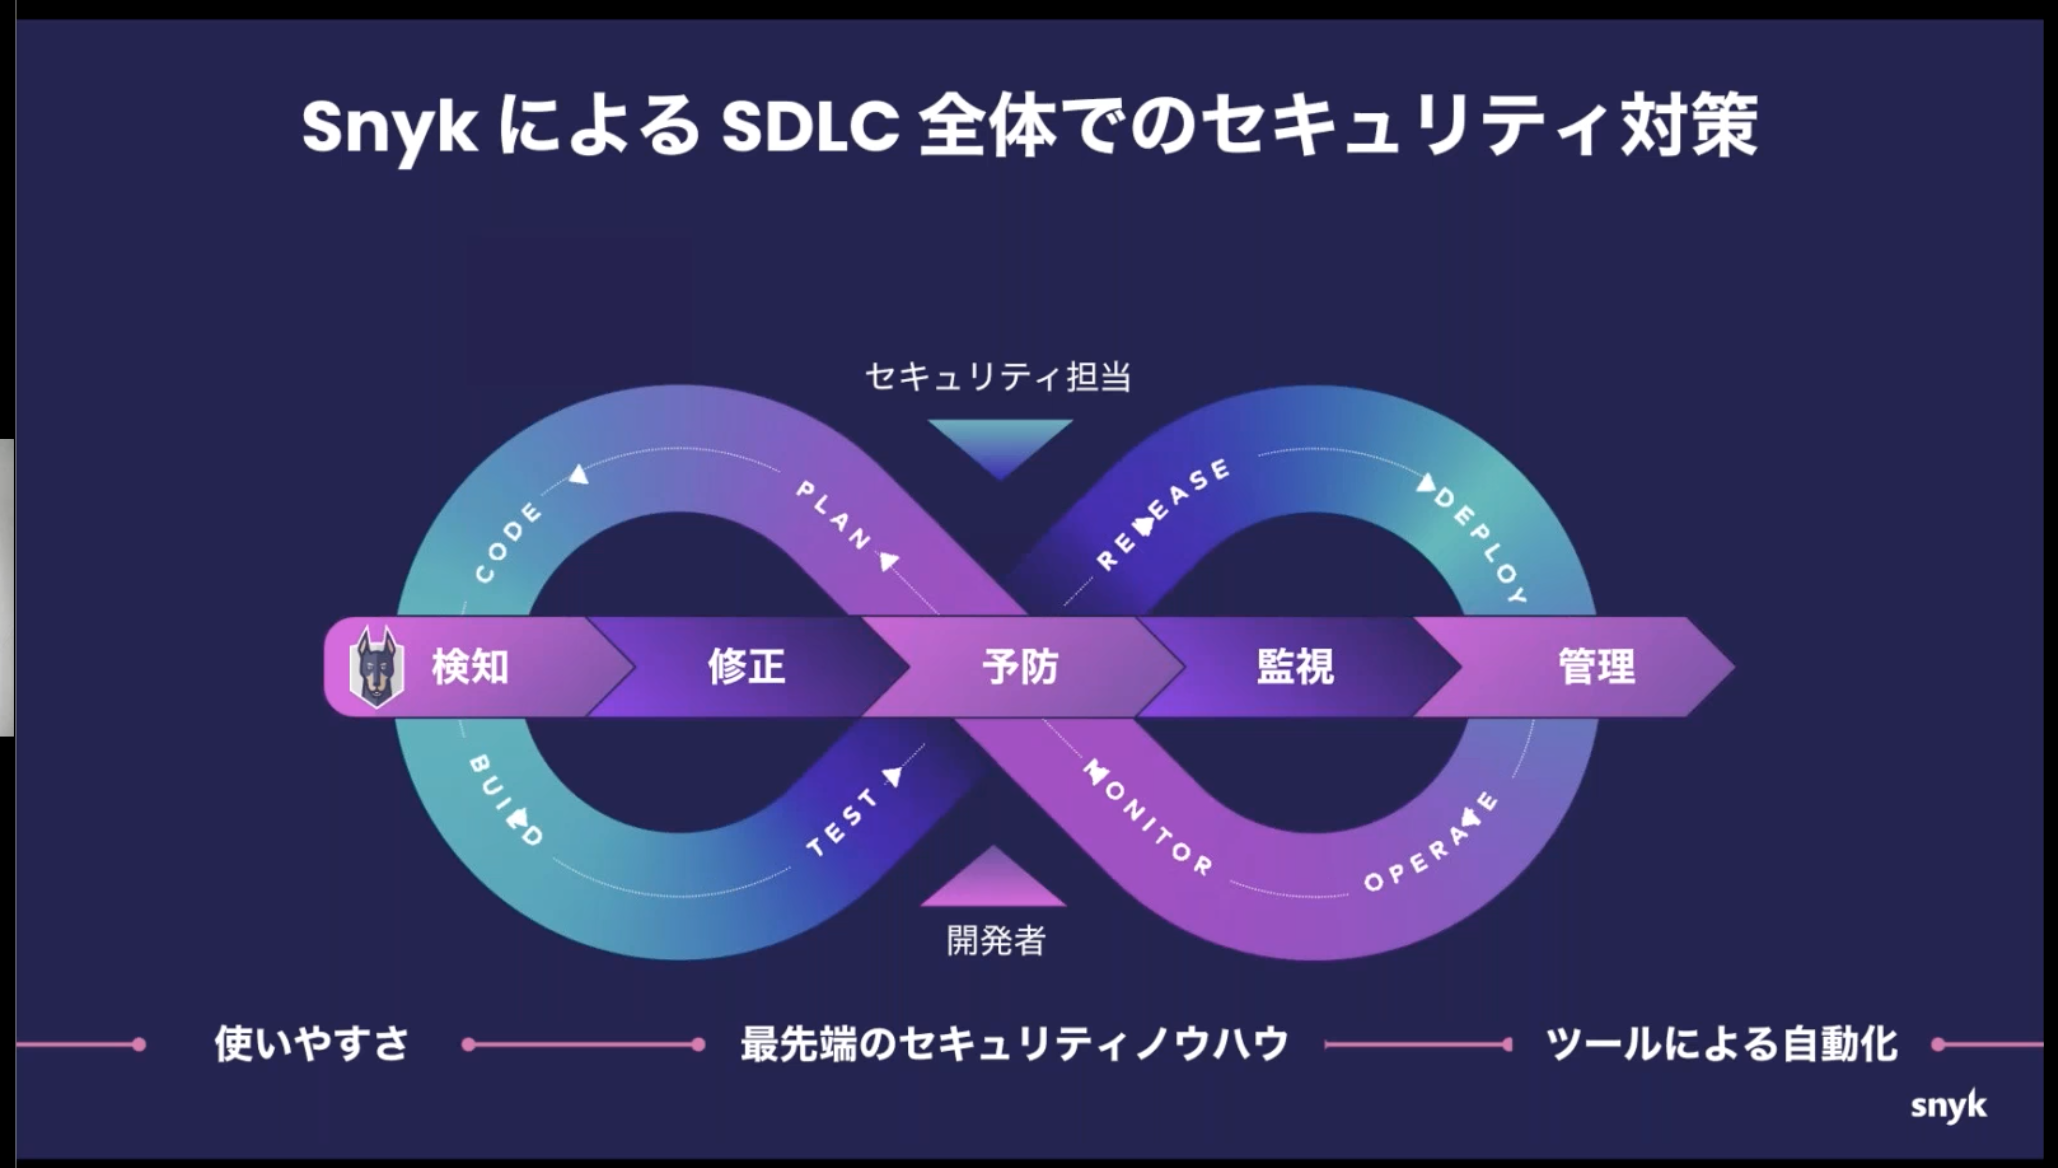 Snyk による SDLC 全体でのセキュリティ対策
セキュリティ担当
PLAN
CODE
RELEASE
DEPLOY
検知
修正
予防
監視
管理
BUILD
TEST
MONITOR
OPERATE
開発者
使いやすさ
最先端のセキュリティノウハウ
ツールによる自動化
snyk